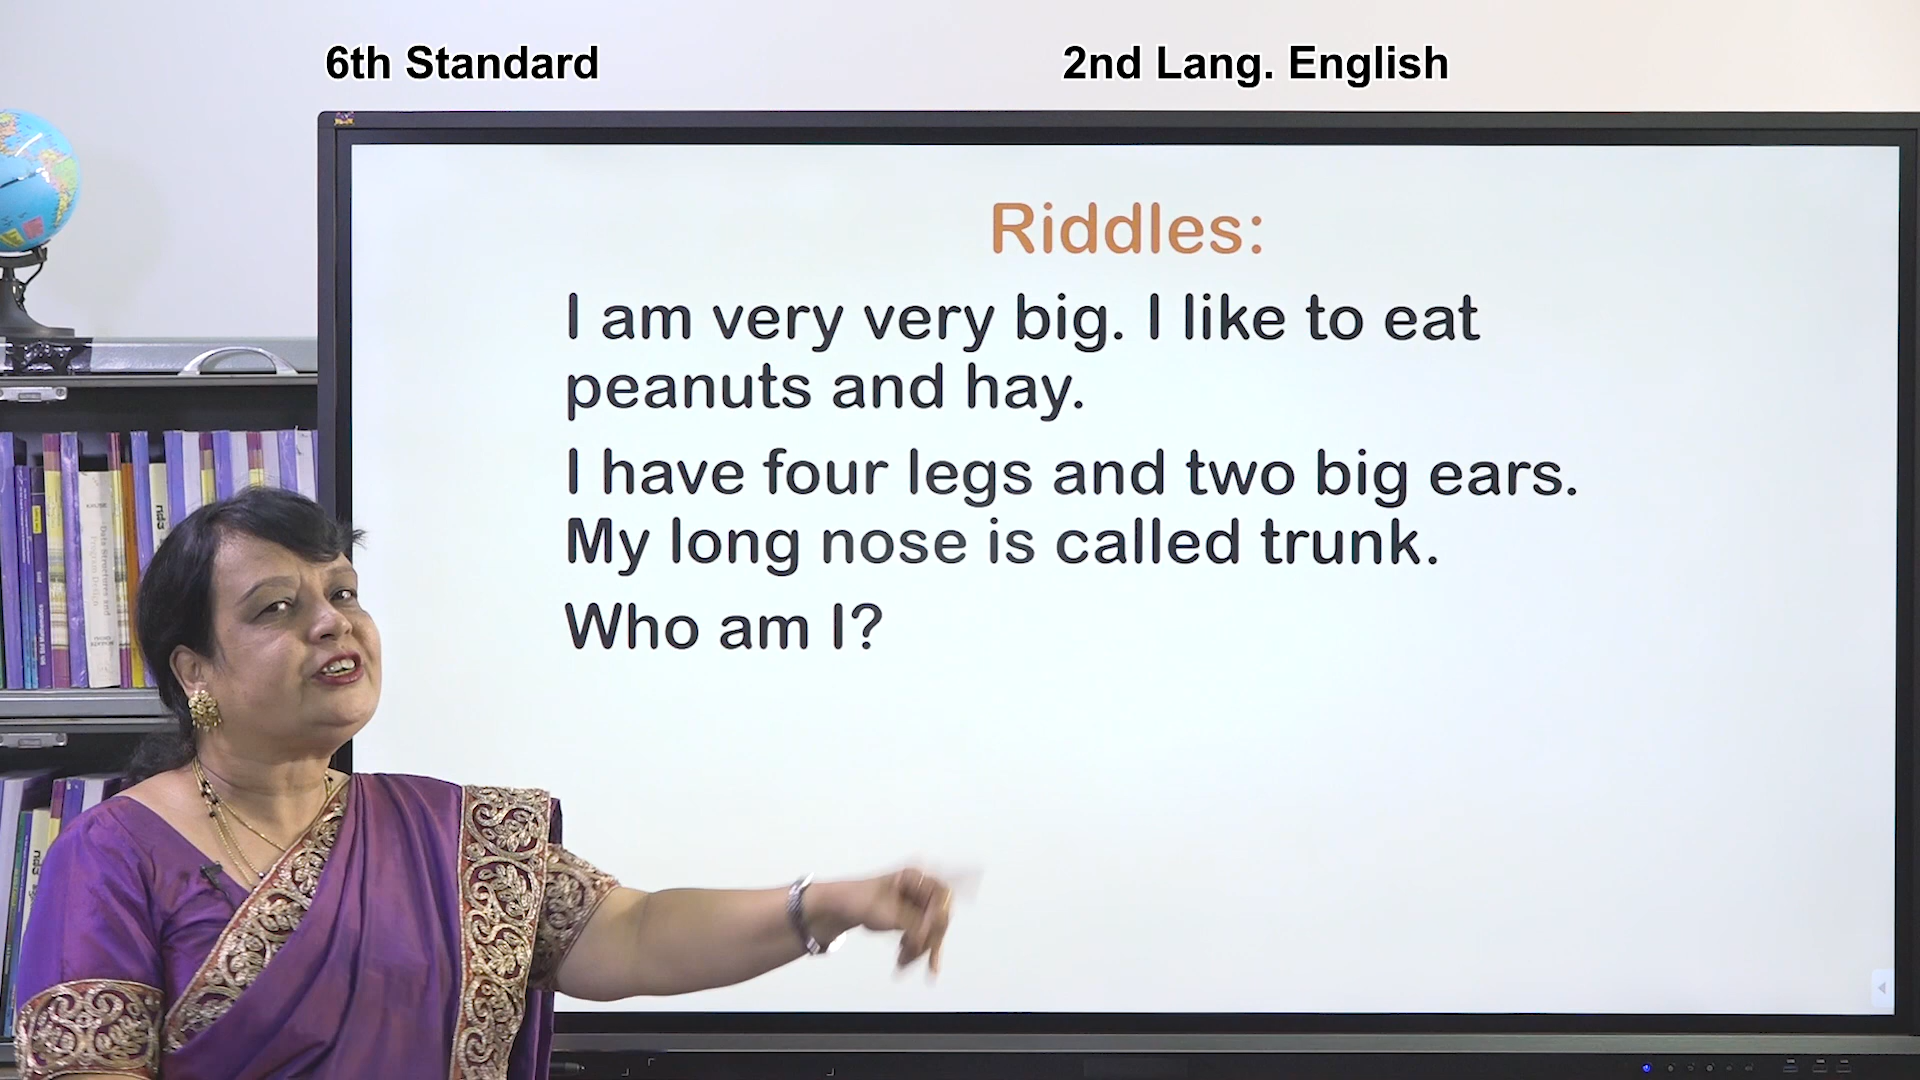 6th Standard
2nd Lang. English
Riddles:
I am very very big. I like to eat
peanuts and hay.
I have four legs and two big ears.
My long nose is called trunk.
Who am I?